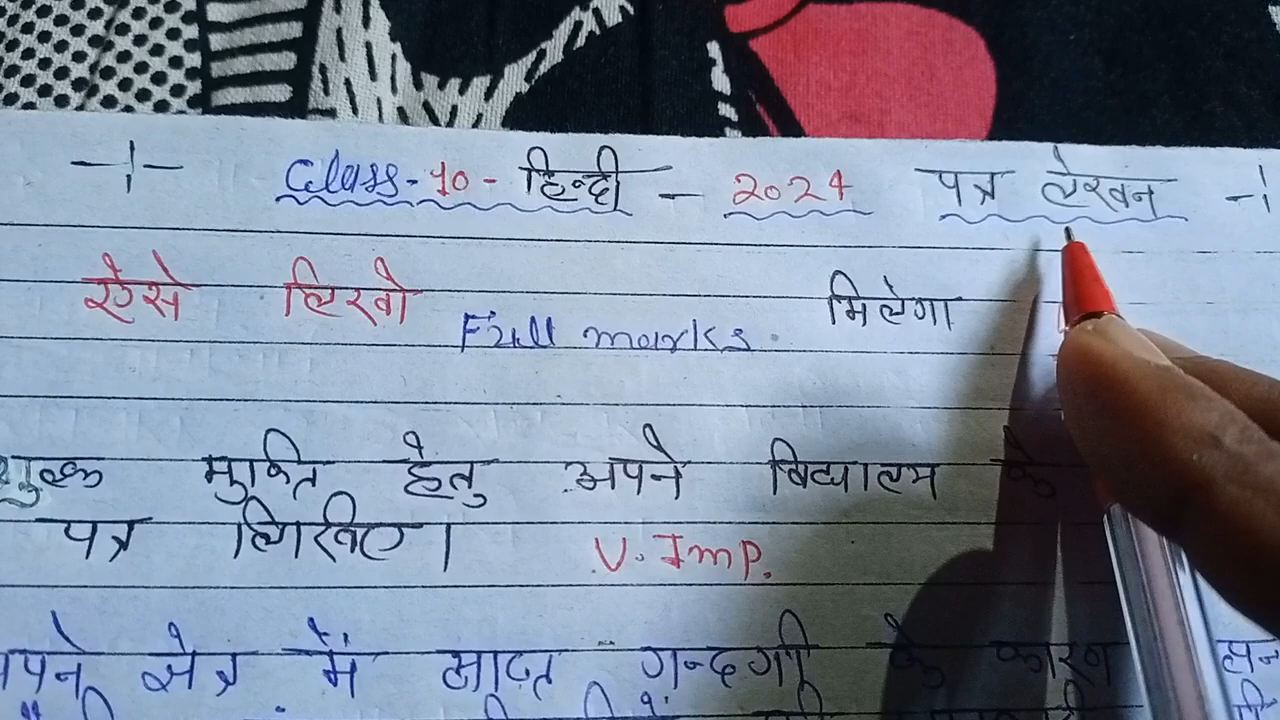 Class-10-हिन्दी - 2024 पत्र लेखन
ऐसे लिखो Full marks. मिलेगा
शुल्क मुक्ति हेतु अपने विद्यालय के
पत्र लिखिए। V. Imp.
अपने क्षेत्र में व्याप्त गन्दगी के कारण